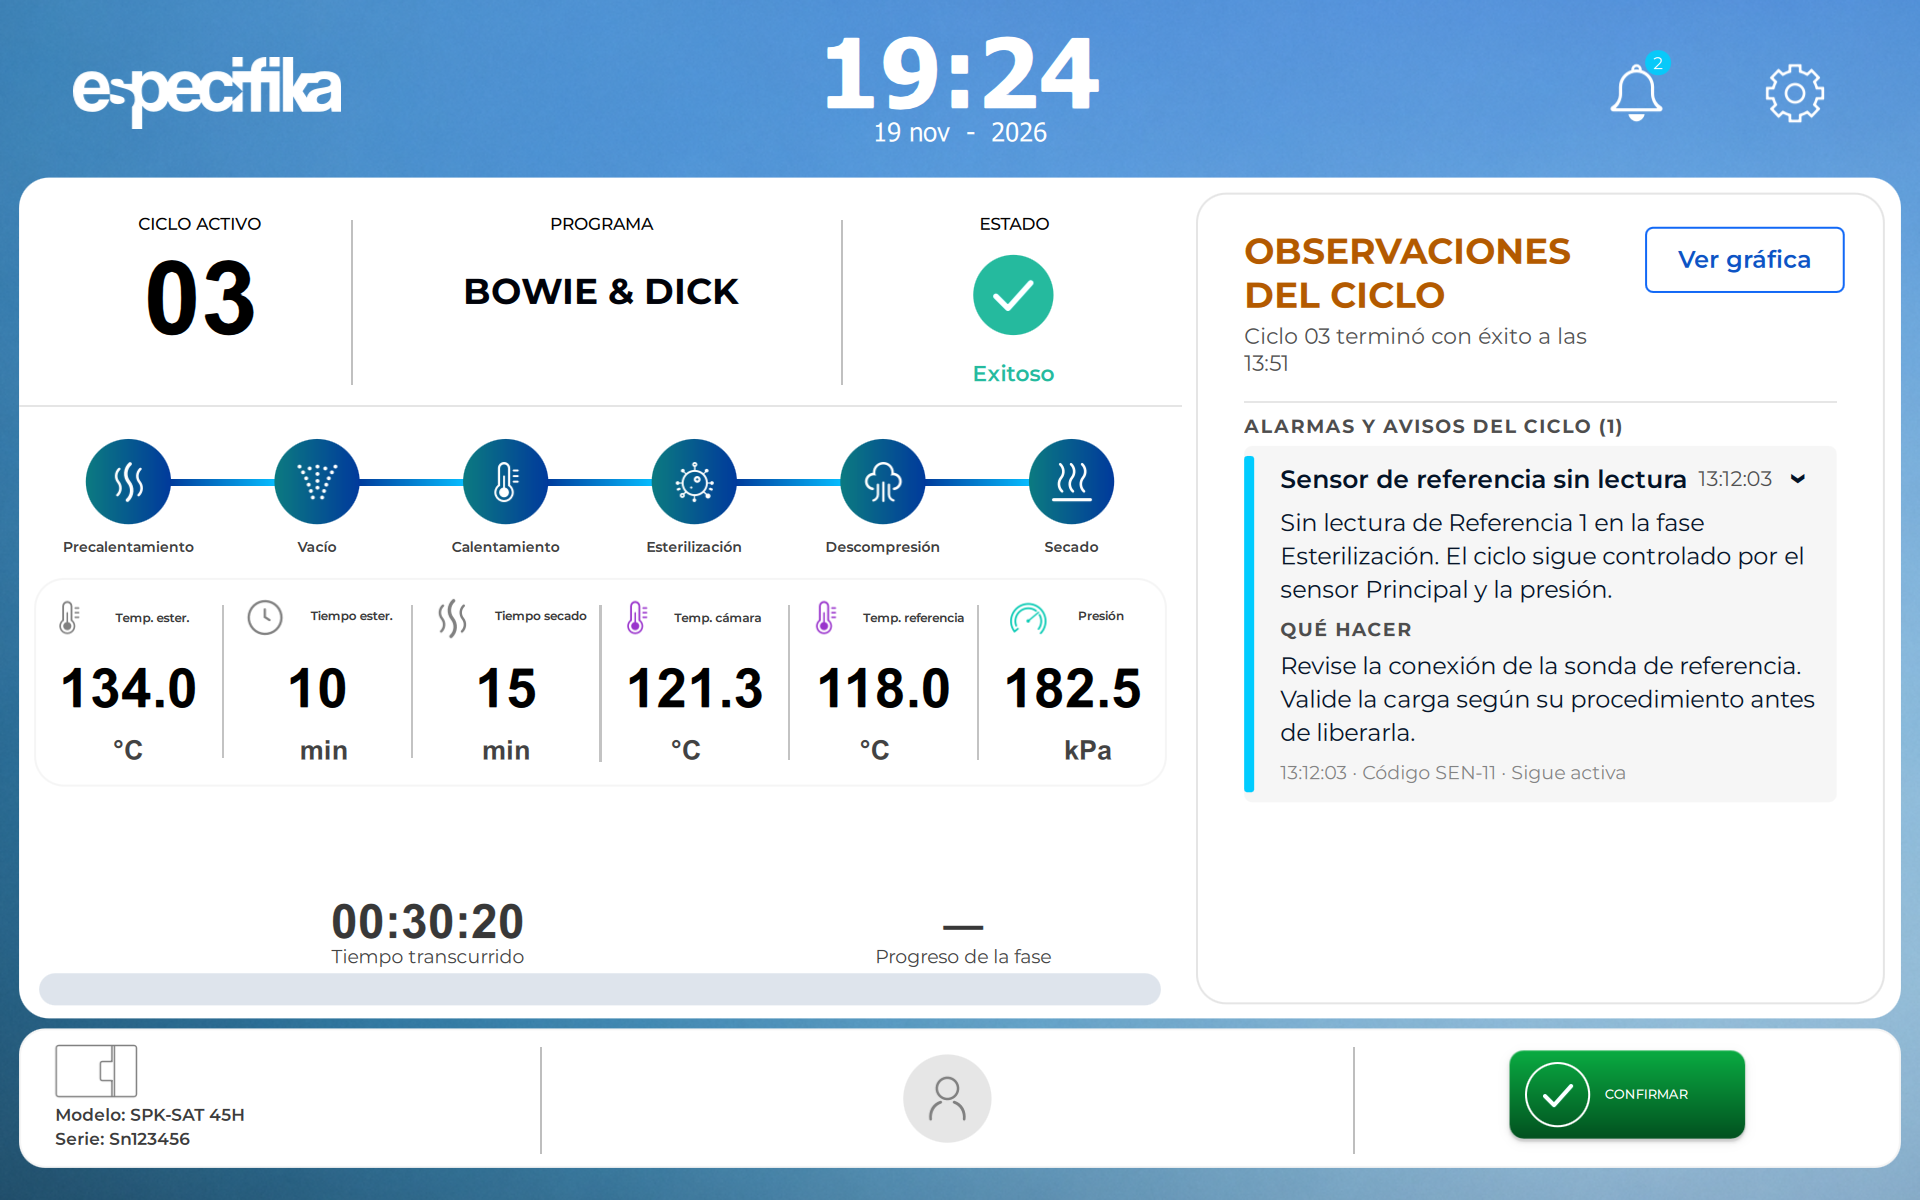 especifika
19:24
19 nov - 2026
2
CICLO ACTIVO
03
PROGRAMA
BOWIE & DICK
ESTADO
Exitoso
Precalentamiento
Vacío
Calentamiento
Esterilización
Descompresión
Secado
Temp. ester.
134.0
°C
Tiempo ester.
10
min
Tiempo secado
15
min
Temp. cámara
121.3
°C
Temp. referencia
118.0
°C
Presión
182.5
kPa
00:30:20
Tiempo transcurrido
—
Progreso de la fase
OBSERVACIONES
DEL CICLO
Ver gráfica
Ciclo 03 terminó con éxito a las
13:51
ALARMAS Y AVISOS DEL CICLO (1)
Sensor de referencia sin lectura 13:12:03
Sin lectura de Referencia 1 en la fase
Esterilización. El ciclo sigue controlado por el
sensor Principal y la presión.
QUÉ HACER
Revise la conexión de la sonda de referencia.
Valide la carga según su procedimiento antes
de liberarla.
13:12:03 · Código SEN-11 · Sigue activa
Modelo: SPK-SAT 45H
Serie: Sn123456
CONFIRMAR